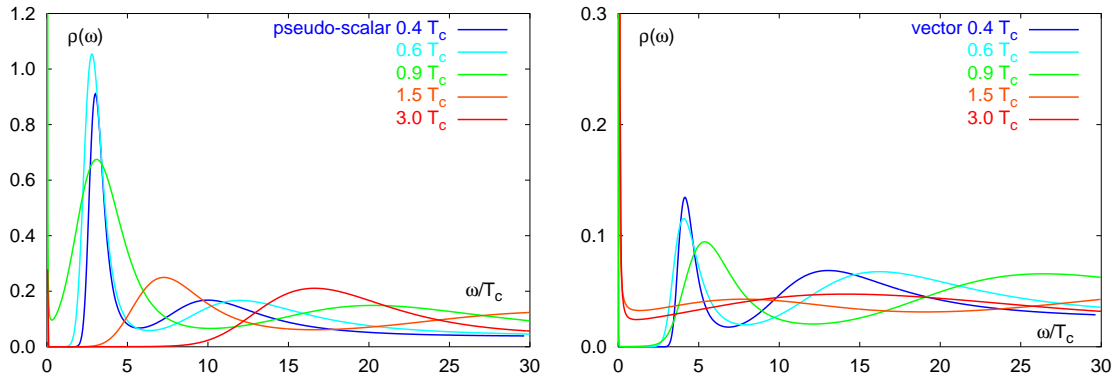 ρ(ω)
pseudo-scalar 0.4 T_c
0.6 T_c
0.9 T_c
1.5 T_c
3.0 T_c
ω/T_c
1.2
1.0
0.8
0.6
0.4
0.2
0.0
0 5 10 15 20 25 30
ρ(ω)
vector 0.4 T_c
0.6 T_c
0.9 T_c
1.5 T_c
3.0 T_c
ω/T_c
0.3
0.2
0.1
0.0
0 5 10 15 20 25 30